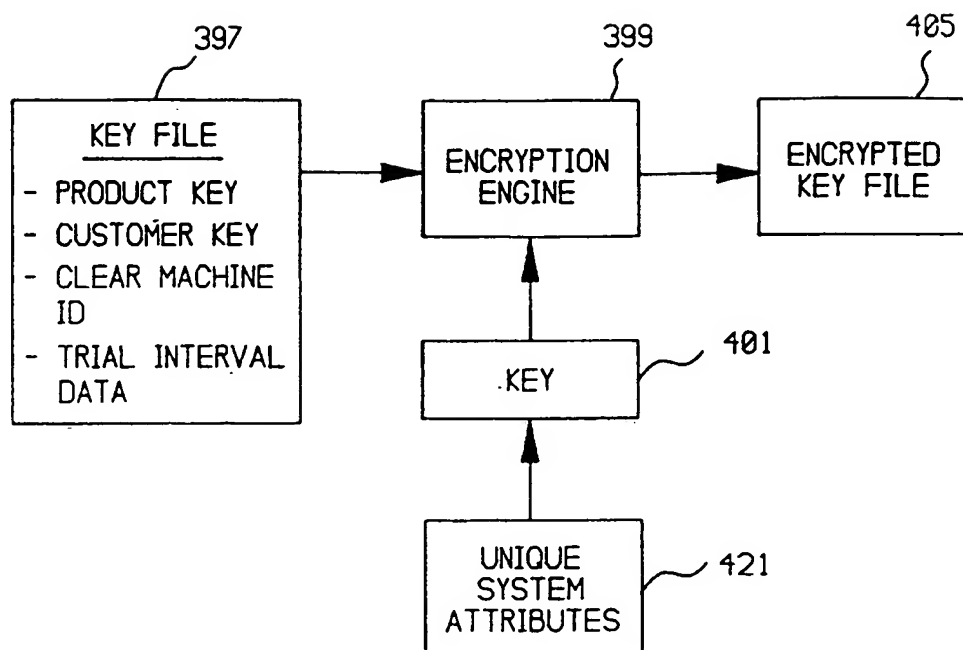 397
399
405
KEY FILE
- PRODUCT KEY
- CUSTOMER KEY
- CLEAR MACHINE
ID
- TRIAL INTERVAL
DATA
ENCRYPTION
ENGINE
ENCRYPTED
KEY FILE
KEY
401
UNIQUE
SYSTEM
ATTRIBUTES
421